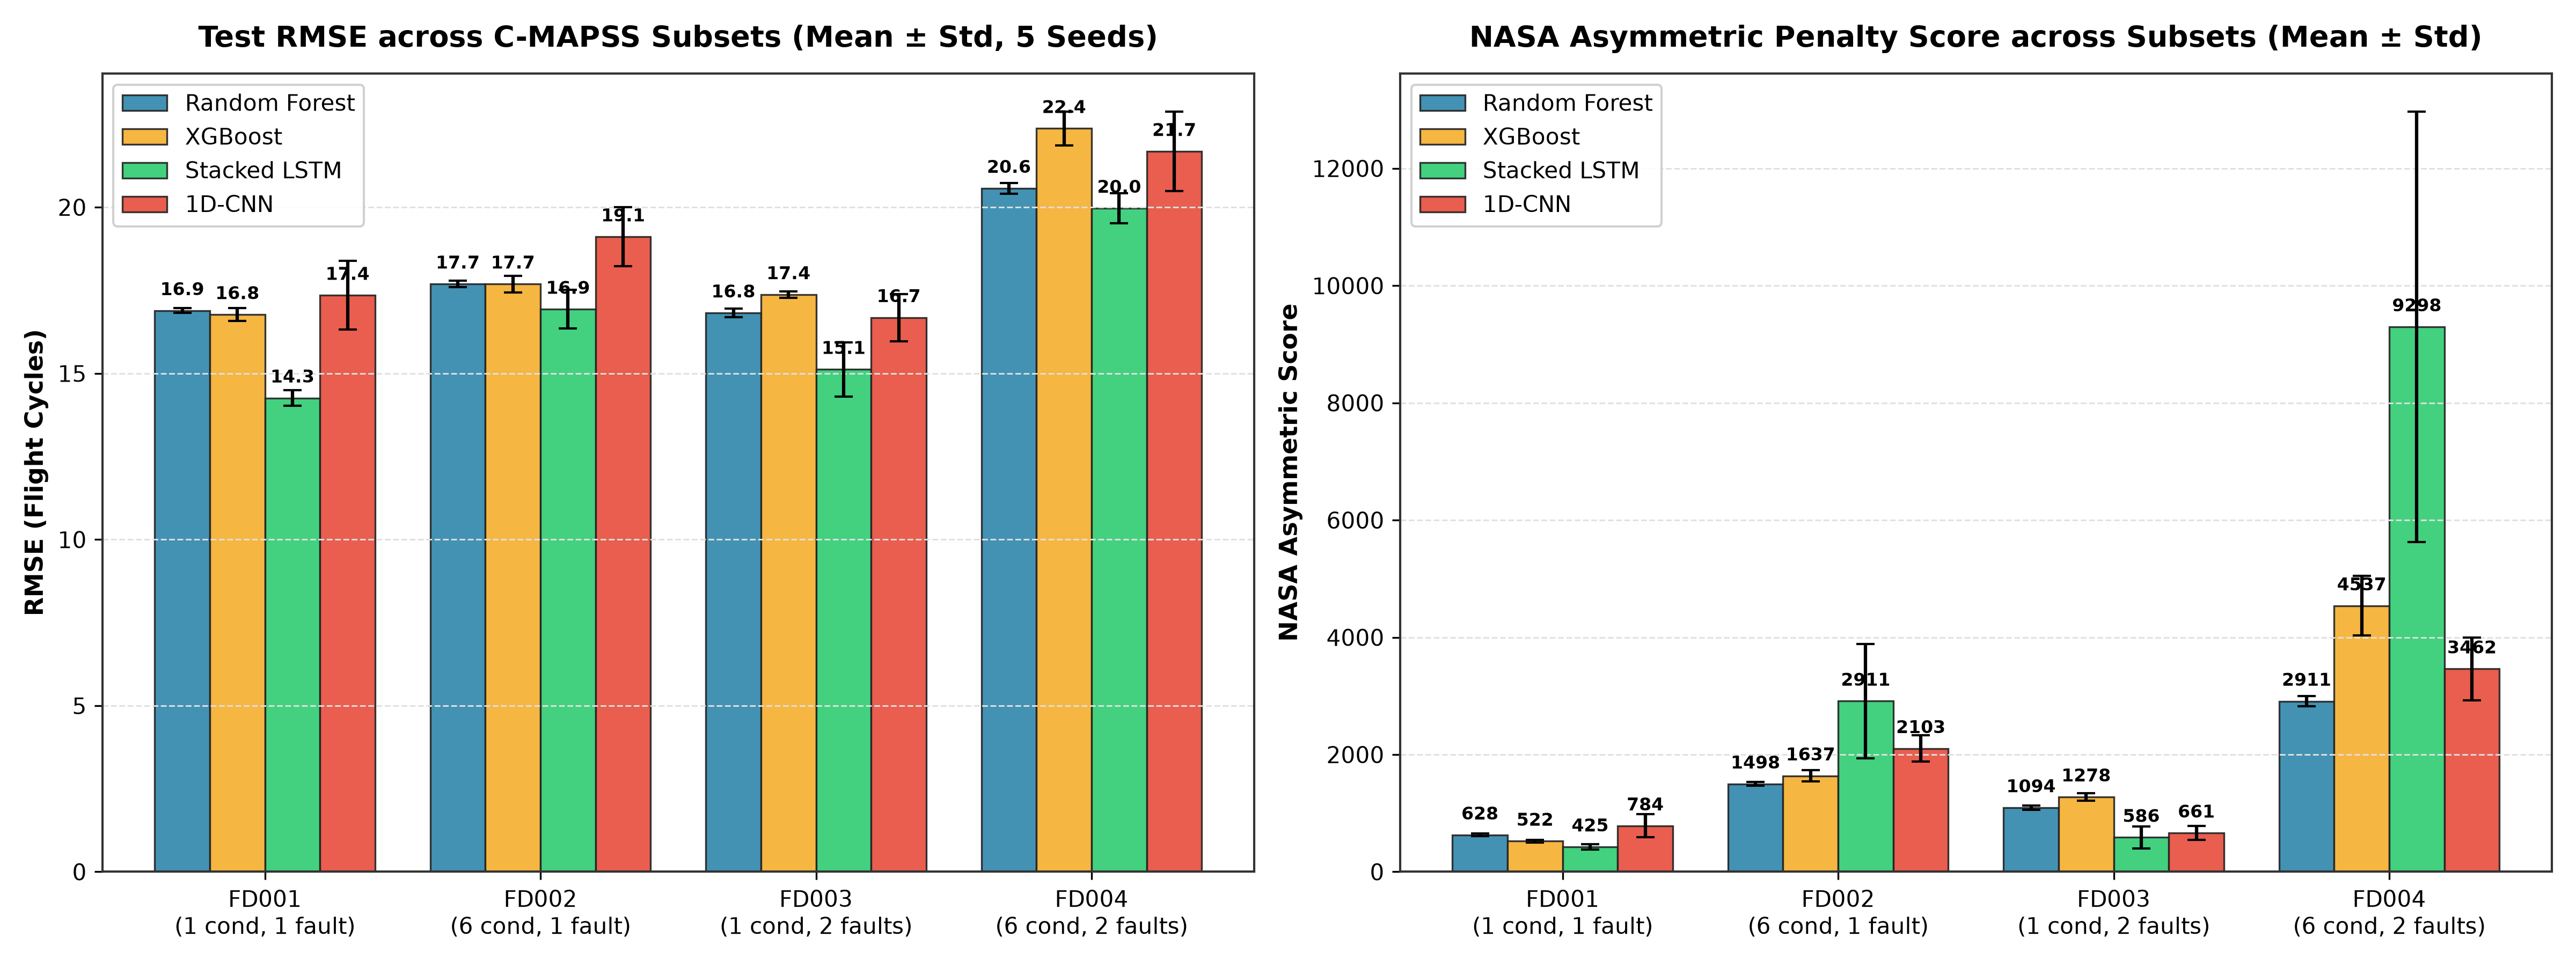 Test RMSE across C-MAPSS Subsets (Mean ± Std, 5 Seeds)
Random Forest
XGBoost
Stacked LSTM
1D-CNN
RMSE (Flight Cycles)
20
15
10
5
0
16.9
16.8
14.3
17.4
17.7
17.7
16.9
19.1
16.8
17.4
15.1
16.7
20.6
22.4
20.0
21.7
FD001
(1 cond, 1 fault)
FD002
(6 cond, 1 fault)
FD003
(1 cond, 2 faults)
FD004
(6 cond, 2 faults)
NASA Asymmetric Penalty Score across Subsets (Mean ± Std)
Random Forest
XGBoost
Stacked LSTM
1D-CNN
NASA Asymmetric Score
12000
10000
8000
6000
4000
2000
0
628
522
425
784
1498
1637
2911
2103
1094
1278
586
661
2911
4537
9298
3462
FD001
(1 cond, 1 fault)
FD002
(6 cond, 1 fault)
FD003
(1 cond, 2 faults)
FD004
(6 cond, 2 faults)